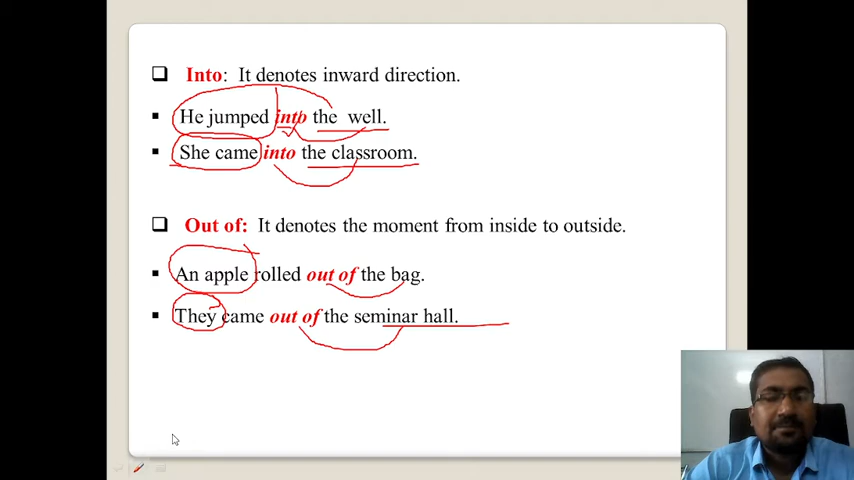 Into: It denotes inward direction.
He jumped into the well.
She came into the classroom.
Out of: It denotes the moment from inside to outside.
An apple rolled out of the bag.
They came out of the seminar hall.